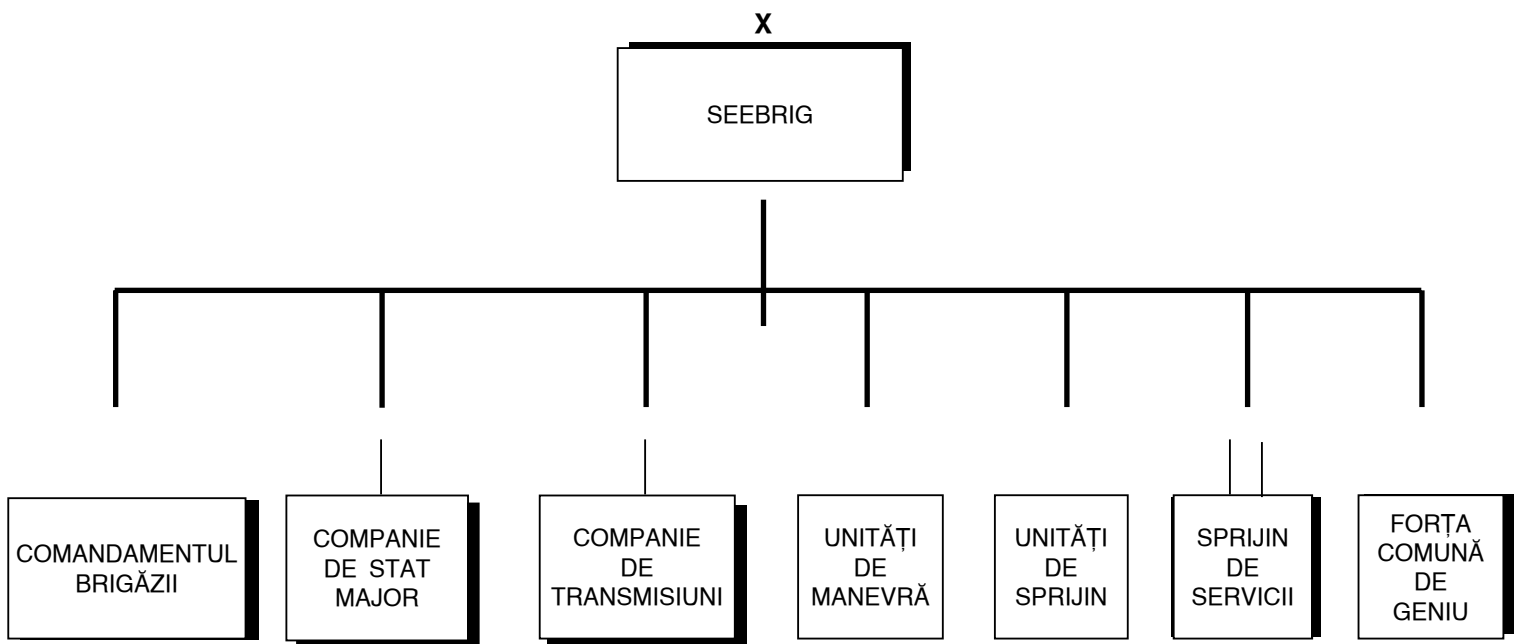 X
SEEBRIG
COMANDAMENTUL
BRIGĂZII
COMPANIE
DE STAT
MAJOR
COMPANIE
DE
TRANSMISIUNI
UNITĂȚI
DE
MANEVRĂ
UNITĂȚI
DE
SPRIJIN
SPRIJIN
DE
SERVICII
FORȚA
COMUNĂ
DE
GENIU